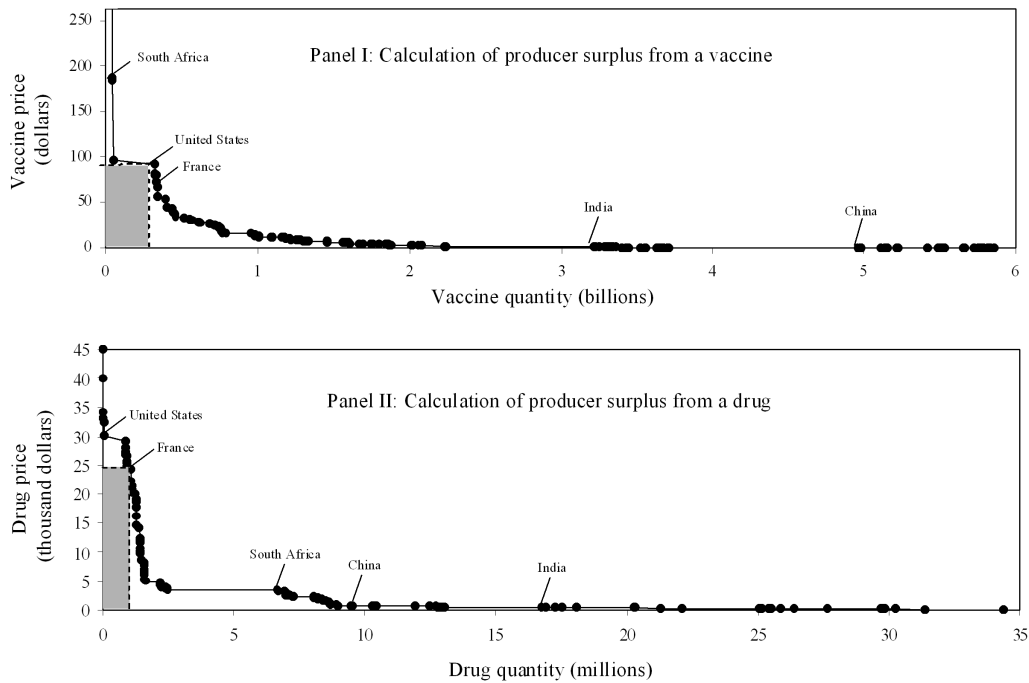 Panel I: Calculation of producer surplus from a vaccine
Vaccine price
(dollars)
250
200
150
100
50
0
South Africa
United States
France
India
China
0 1 2 3 4 5 6
Vaccine quantity (billions)
Panel II: Calculation of producer surplus from a drug
Drug price
(thousand dollars)
45
40
35
30
25
20
15
10
5
0
United States
France
South Africa
China
India
0 5 10 15 20 25 30 35
Drug quantity (millions)